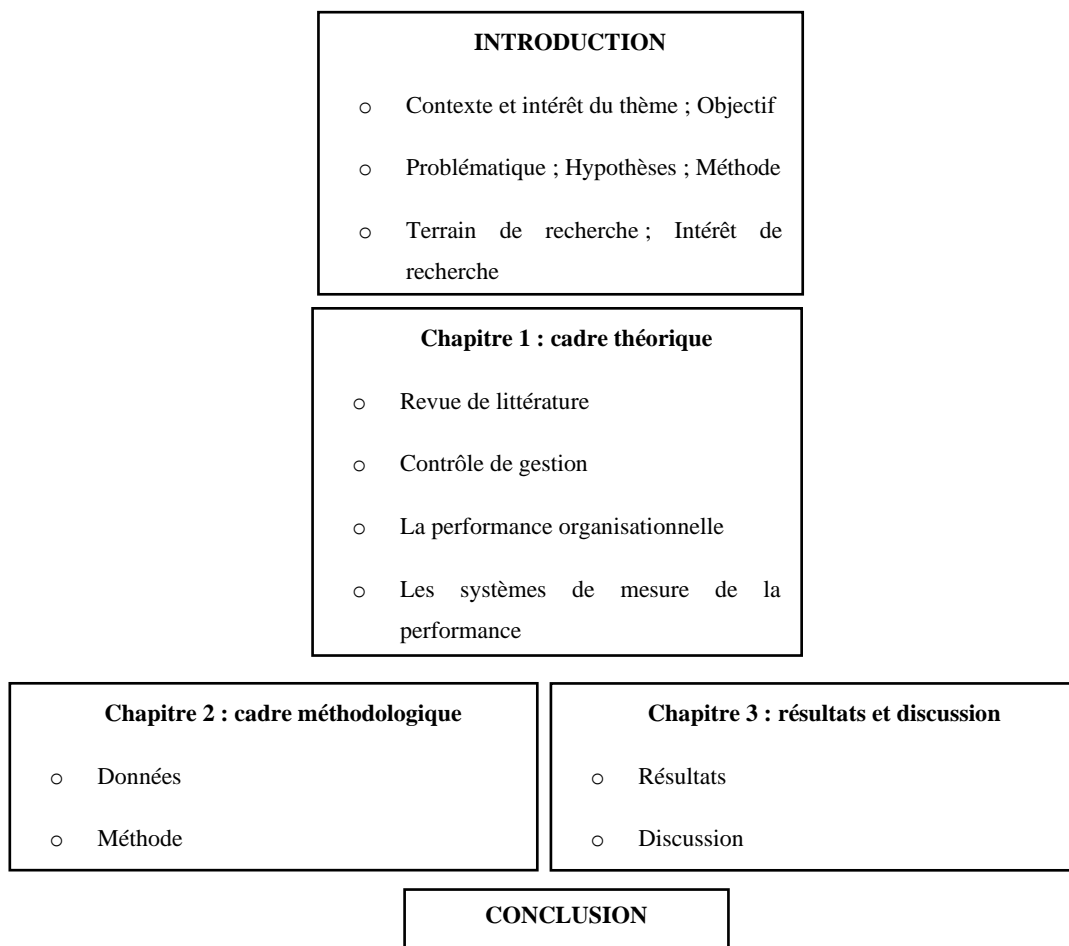 INTRODUCTION
o Contexte et intérêt du thème ; Objectif
o Problématique ; Hypothèses ; Méthode
o Terrain de recherche ; Intérêt de
recherche
Chapitre 1 : cadre théorique
o Revue de littérature
o Contrôle de gestion
o La performance organisationnelle
o Les systèmes de mesure de la
performance
Chapitre 2 : cadre méthodologique
o Données
o Méthode
Chapitre 3 : résultats et discussion
o Résultats
o Discussion
CONCLUSION